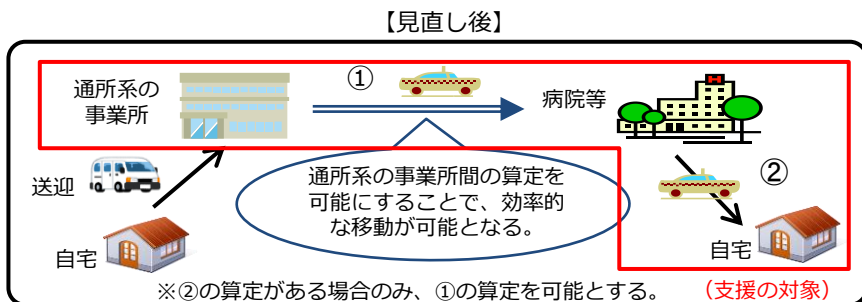 【見直し後】
通所系の
事業所
①
病院等
送迎
通所系の事業所間の算定を
可能にすることで、効率的
な移動が可能となる。
②
自宅
自宅
※②の算定がある場合のみ、①の算定を可能とする。
（支援の対象）